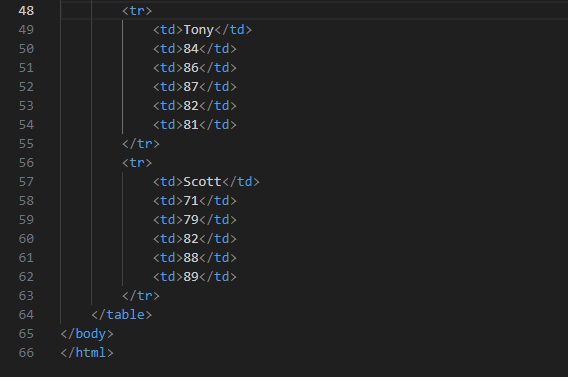 48 <tr>
49 <td>Tony</td>
50 <td>84</td>
51 <td>86</td>
52 <td>87</td>
53 <td>82</td>
54 <td>81</td>
55 </tr>
56 <tr>
57 <td>Scott</td>
58 <td>71</td>
59 <td>79</td>
60 <td>82</td>
61 <td>88</td>
62 <td>89</td>
63 </tr>
64 </table>
65 </body>
66 </html>